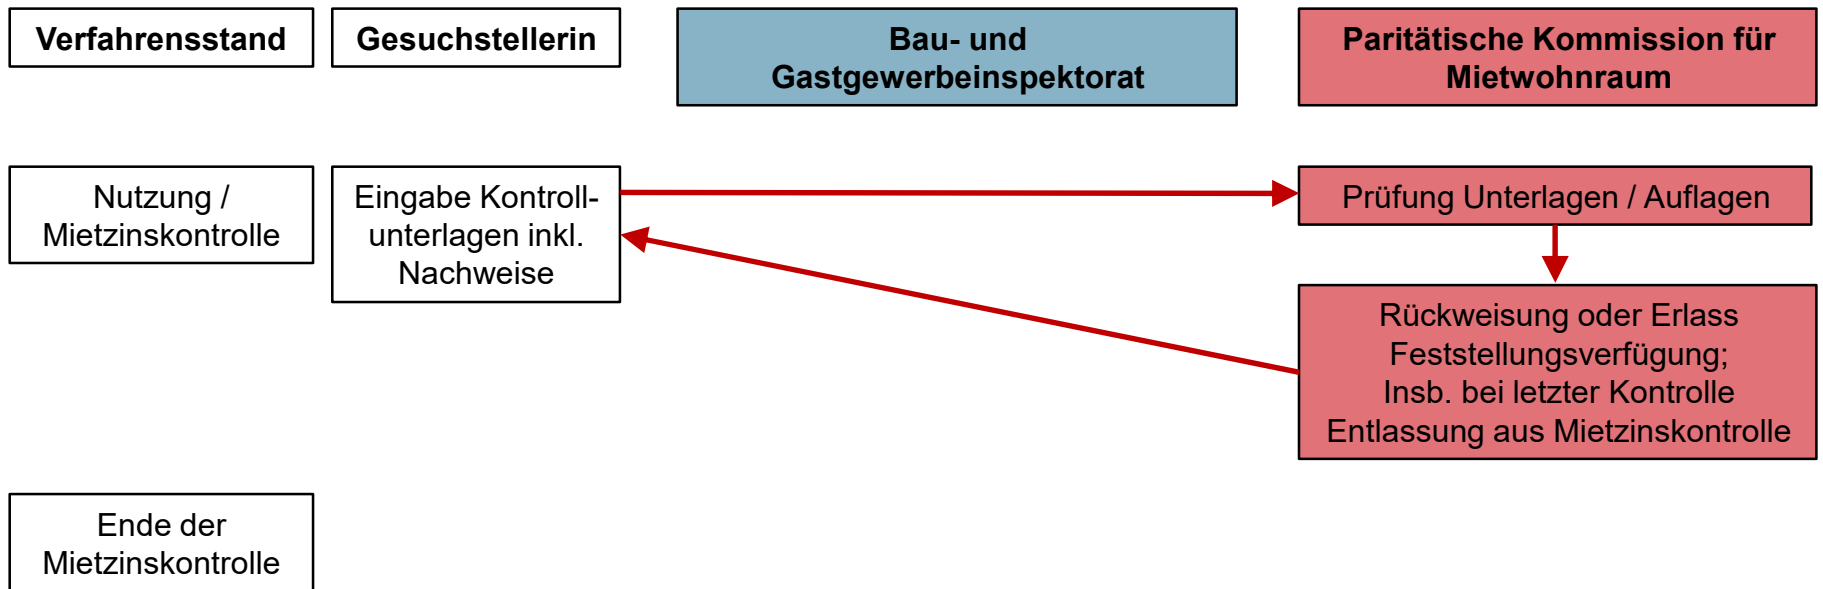 Verfahrensstand
Gesuchstellerin
Bau- und
Gastgewerbeinspektorat
Paritätische Kommission für
Mietwohnraum
Nutzung /
Mietzinskontrolle
Eingabe Kontroll-
unterlagen inkl.
Nachweise
Prüfung Unterlagen / Auflagen
Rückweisung oder Erlass
Feststellungsverfügung;
Insb. bei letzter Kontrolle
Entlassung aus Mietzinskontrolle
Ende der
Mietzinskontrolle